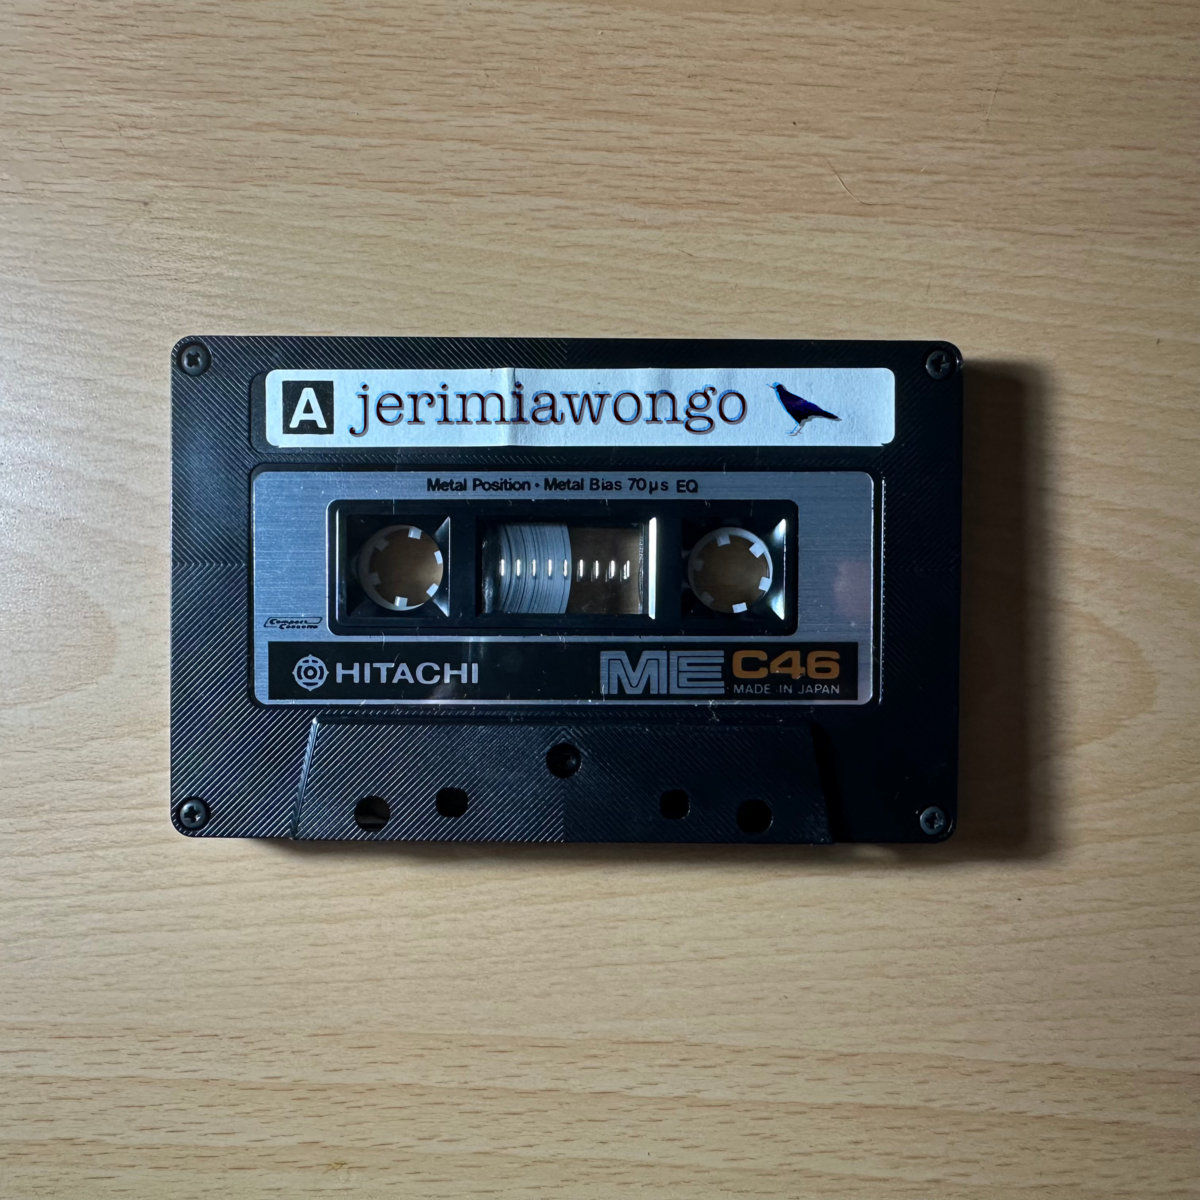 A jerimiawongo
Metal Position • Metal Bias 70µs EQ
Compact
Cassette
HITACHI ME C46
MADE IN JAPAN